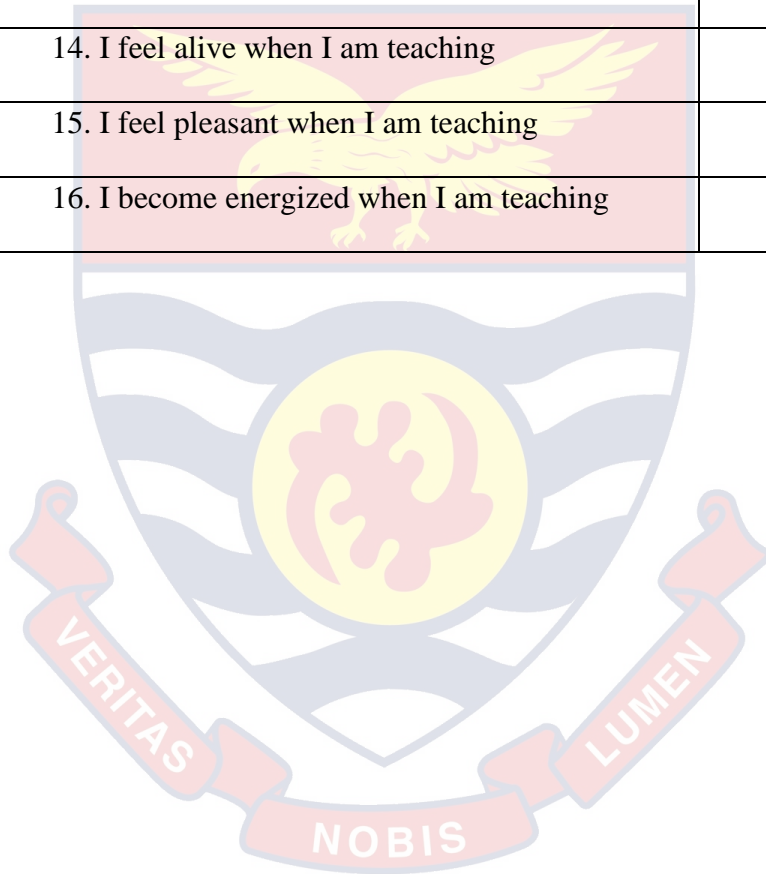 14. I feel alive when I am teaching
15. I feel pleasant when I am teaching
16. I become energized when I am teaching
VERITAS
NOBIS
LUMEN